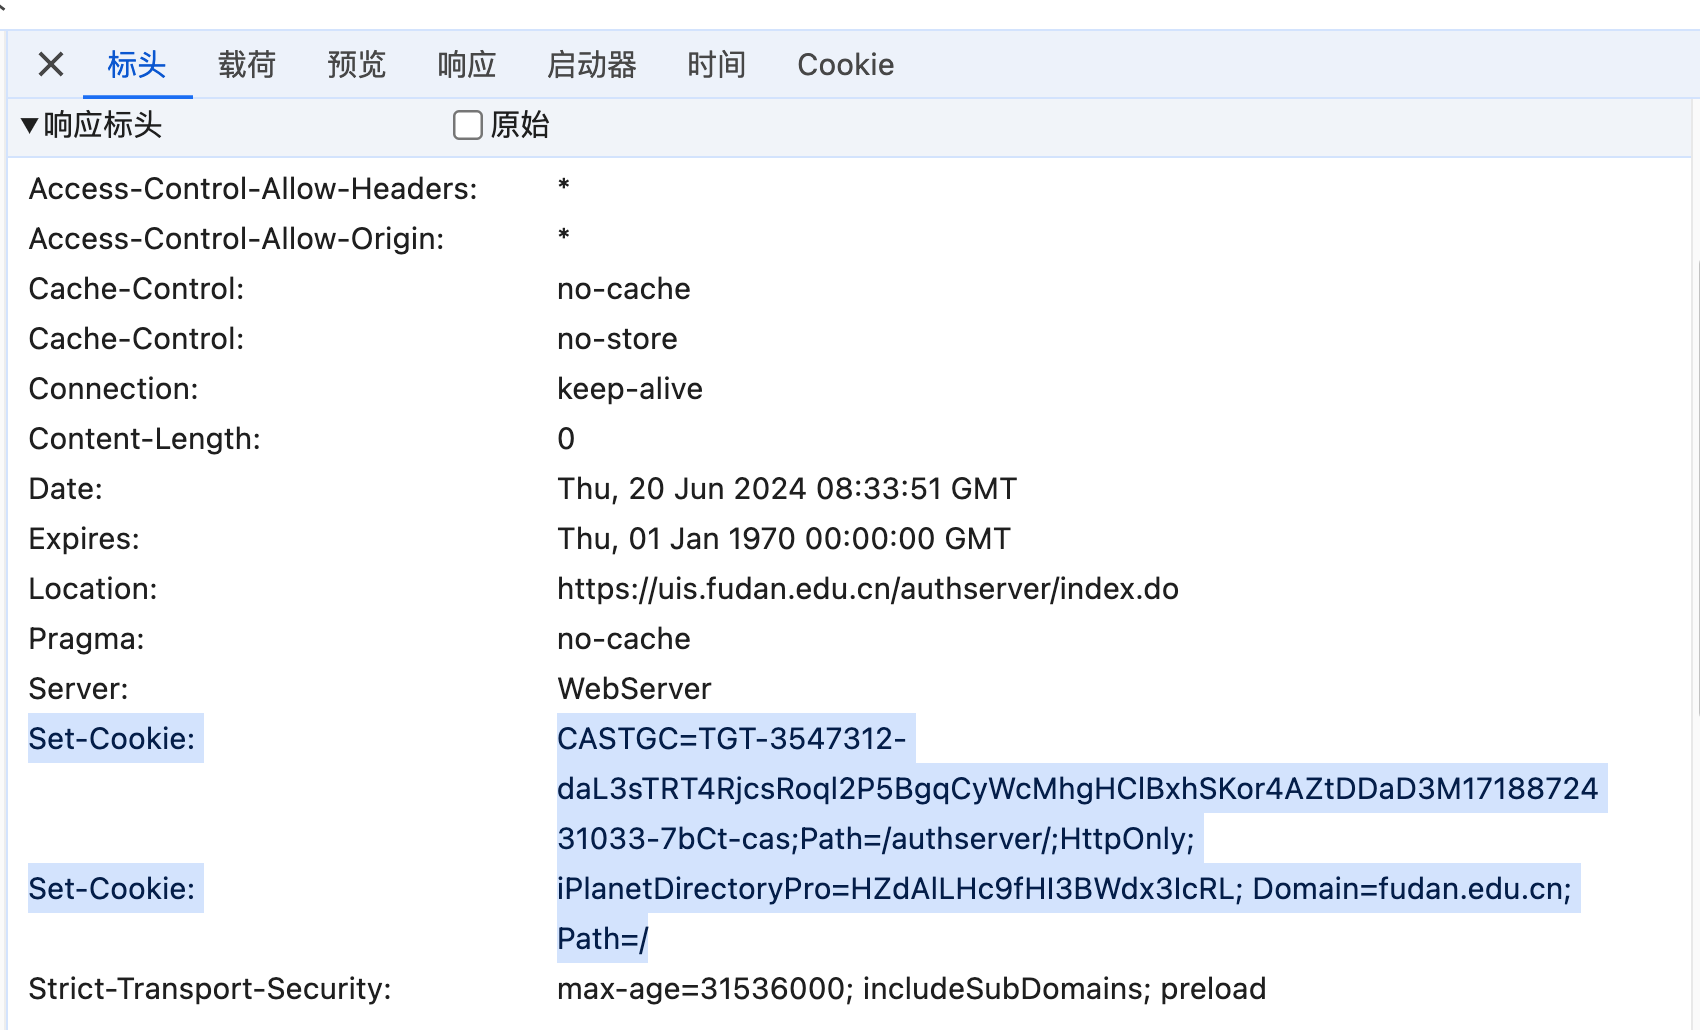 标头 载荷 预览 响应 启动器 时间 Cookie
▼响应标头 原始
Access-Control-Allow-Headers: *
Access-Control-Allow-Origin: *
Cache-Control: no-cache
Cache-Control: no-store
Connection: keep-alive
Content-Length: 0
Date: Thu, 20 Jun 2024 08:33:51 GMT
Expires: Thu, 01 Jan 1970 00:00:00 GMT
Location: https://uis.fudan.edu.cn/authserver/index.do
Pragma: no-cache
Server: WebServer
Set-Cookie: CASTGC=TGT-3547312-
daL3sTRT4RjcsRoql2P5BgqCyWcMhgHClBxhSKor4AZtDDaD3M17188724
31033-7bCt-cas;Path=/authserver/;HttpOnly;
Set-Cookie: iPlanetDirectoryPro=HZdAlLHc9fHI3BWdx3IcRL; Domain=fudan.edu.cn;
Path=/
Strict-Transport-Security: max-age=31536000; includeSubDomains; preload